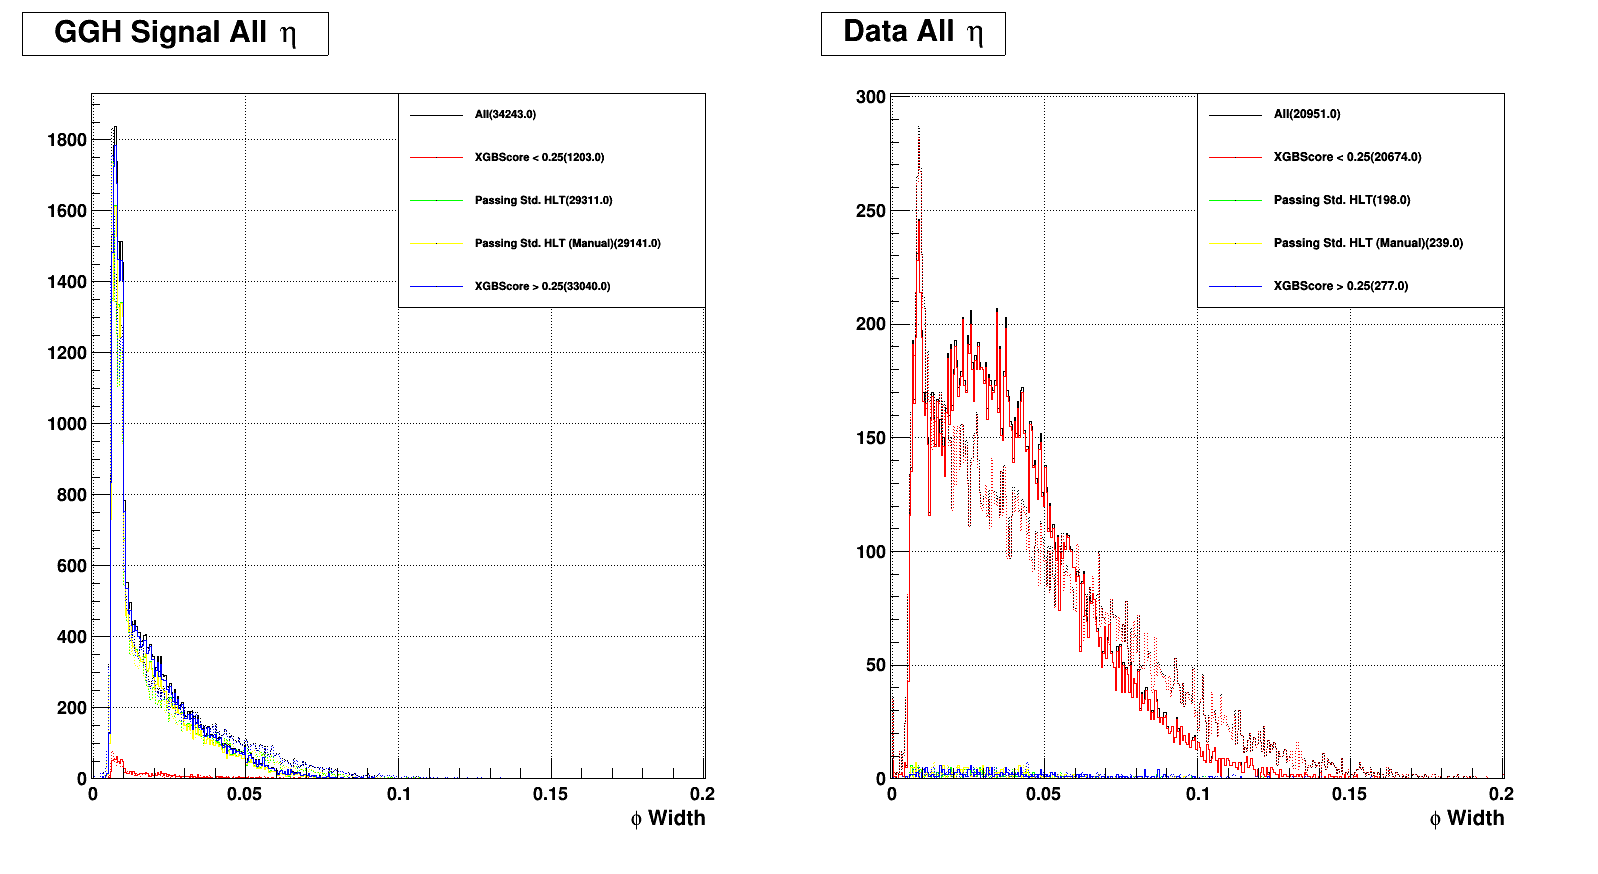 GGH Signal All η
1800
1600
1400
1200
1000
800
600
400
200
0
0
0.05
0.1
0.15
0.2
ϕ Width
All(34243.0)
XGBScore < 0.25(1203.0)
Passing Std. HLT(29311.0)
Passing Std. HLT (Manual)(29141.0)
XGBScore > 0.25(33040.0)
Data All η
300
250
200
150
100
50
0
0
0.05
0.1
0.15
0.2
ϕ Width
All(20951.0)
XGBScore < 0.25(20674.0)
Passing Std. HLT(198.0)
Passing Std. HLT (Manual)(239.0)
XGBScore > 0.25(277.0)